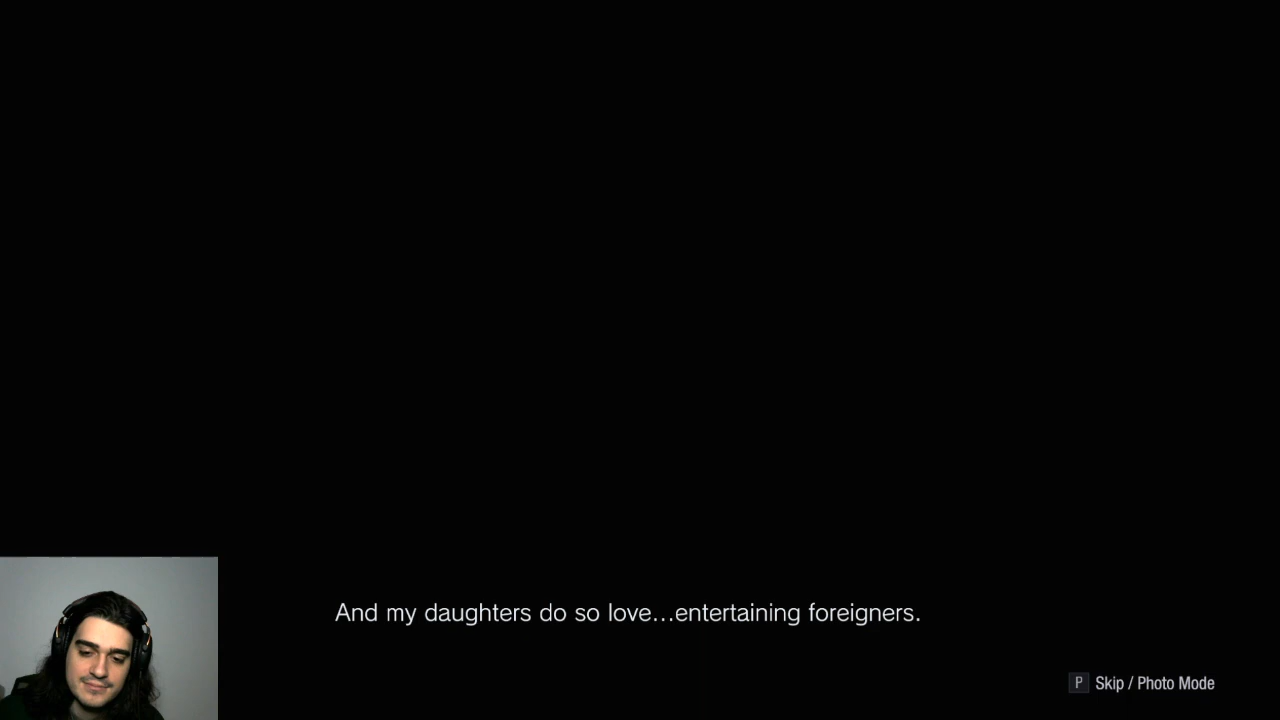 And my daughters do so love...entertaining foreigners.
P Skip / Photo Mode